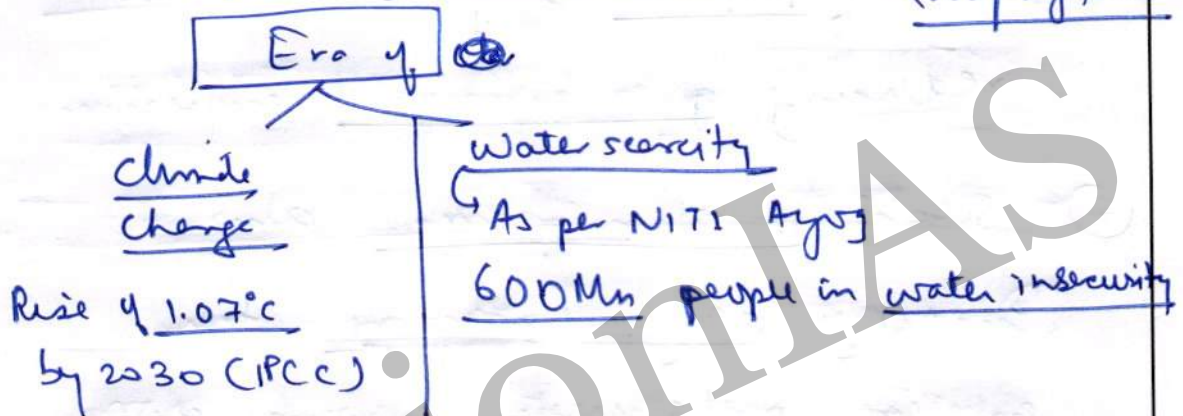 Era of
Climate
Change
Rise of 1.07°C
by 2030 (IPCC)
Water scarcity
As per NITI Aayog
600Mn people in water insecurity
onIAS